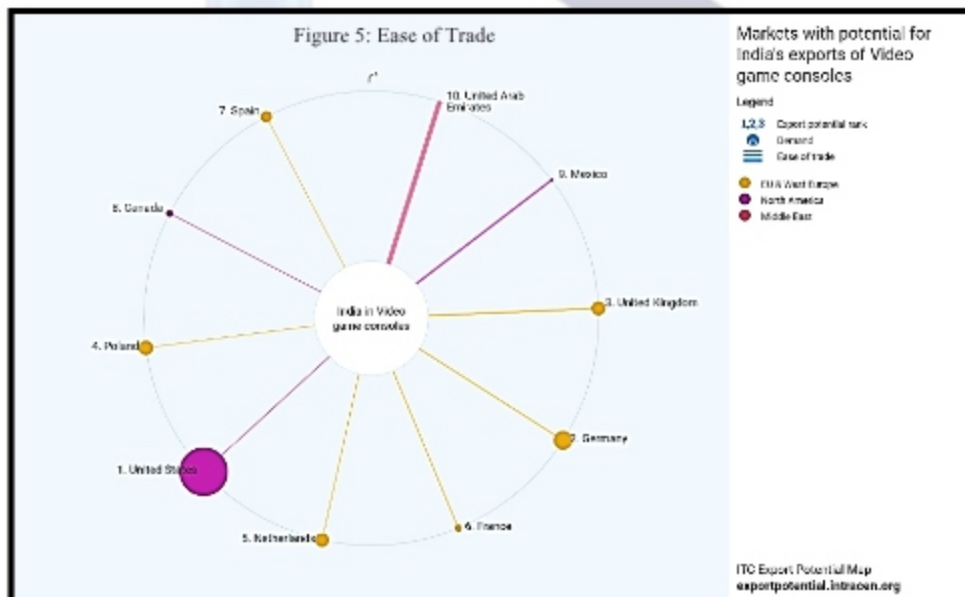 Figure 5: Ease of Trade
Markets with potential for
India's exports of Video
game consoles
Legend
1,2,3 Export potential rank
Demand
Ease of trade
EU & West Europe
North America
Middle East
10. United Arab
Emirates
7. Spain
9. Mexico
8. Canada
3. United Kingdom
India in Video
game consoles
4. Poland
2. Germany
1. United States
6. France
5. Netherlands
ITC Export Potential Map
exportpotential.intracen.org